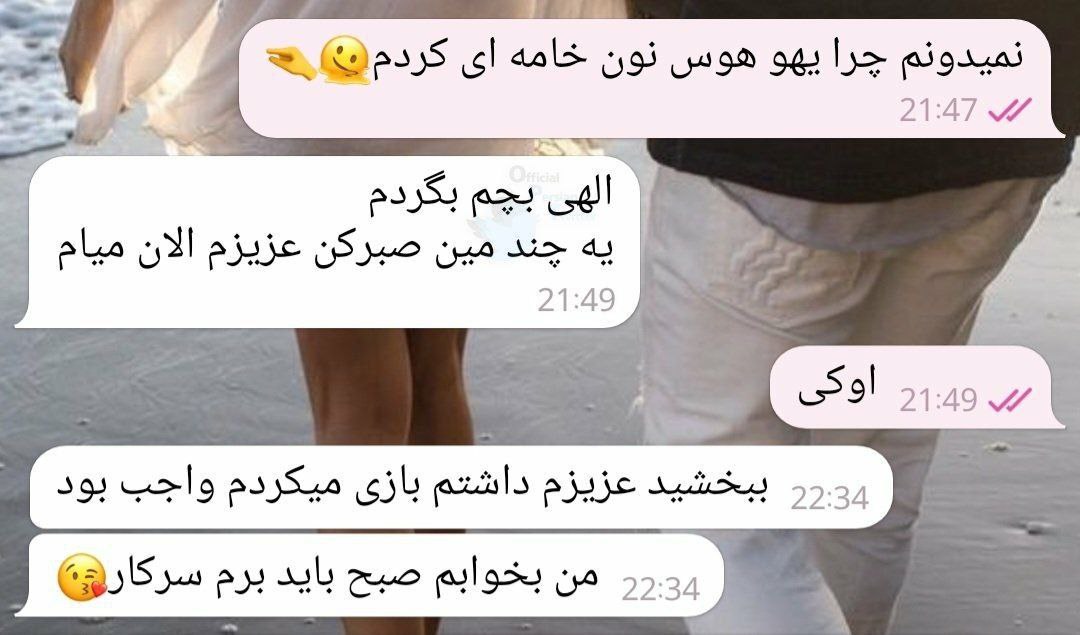 نمیدونم چرا یهو هوس نون خامه ای کردم🫠🫴
21:47
الهی بچم بگردم
یه چند مین صبرکن عزیزم الان میام
21:49
اوکی 21:49
ببخشید عزیزم داشتم بازی میکردم واجب بود 22:34
من بخوابم صبح باید برم سرکار😘 22:34
Official